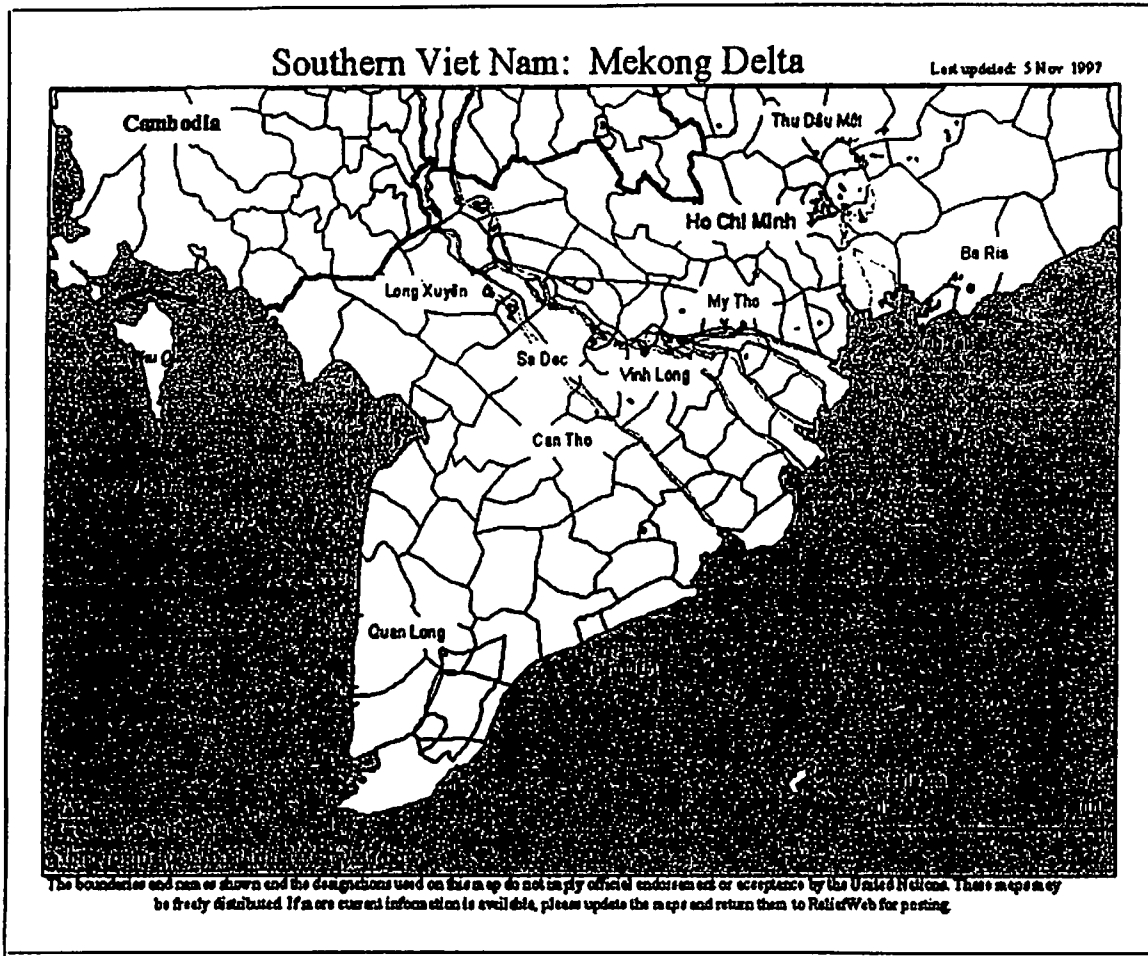 Southern Viet Nam: Mekong Delta
Last updated: 5 Nov 1997
Cambodia
Thu Dâu Môt
Ho Chi Minh
Ba Ria
Long Xuyên
My Tho
Sa Dec
Vinh Long
Can Tho
Quan Long
The boundaries and names shown and the designations used on this map do not imply official endorsement or acceptance by the United Nations. These maps may
be freely distributed. If more current information is available, please update the maps and return them to ReliefWeb for posting.